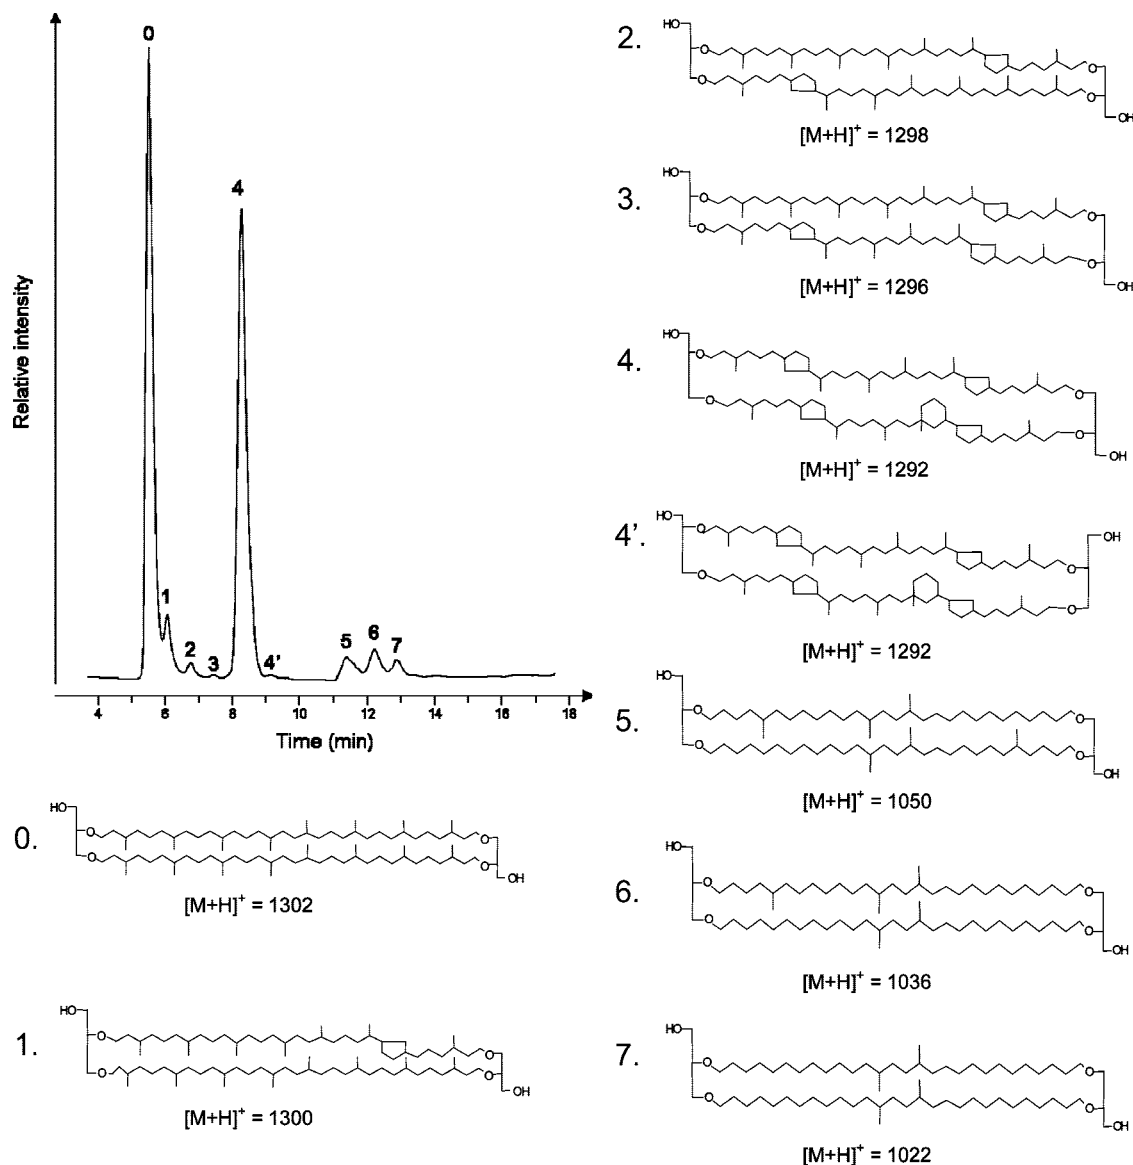 0
4
1
2
3
4'
5
6
7
Relative intensity
4
6
8
10
12
14
16
18
Time (min)
0.
HO
O
O
O
O
OH
[M+H]+ = 1302
1.
HO
O
O
O
O
OH
[M+H]+ = 1300
2.
HO
O
O
O
O
OH
[M+H]+ = 1298
3.
HO
O
O
O
O
OH
[M+H]+ = 1296
4.
HO
O
O
O
O
OH
[M+H]+ = 1292
4'.
HO
OH
O
O
O
O
[M+H]+ = 1292
5.
HO
O
O
O
O
OH
[M+H]+ = 1050
6.
HO
O
O
O
O
OH
[M+H]+ = 1036
7.
HO
O
O
O
O
OH
[M+H]+ = 1022